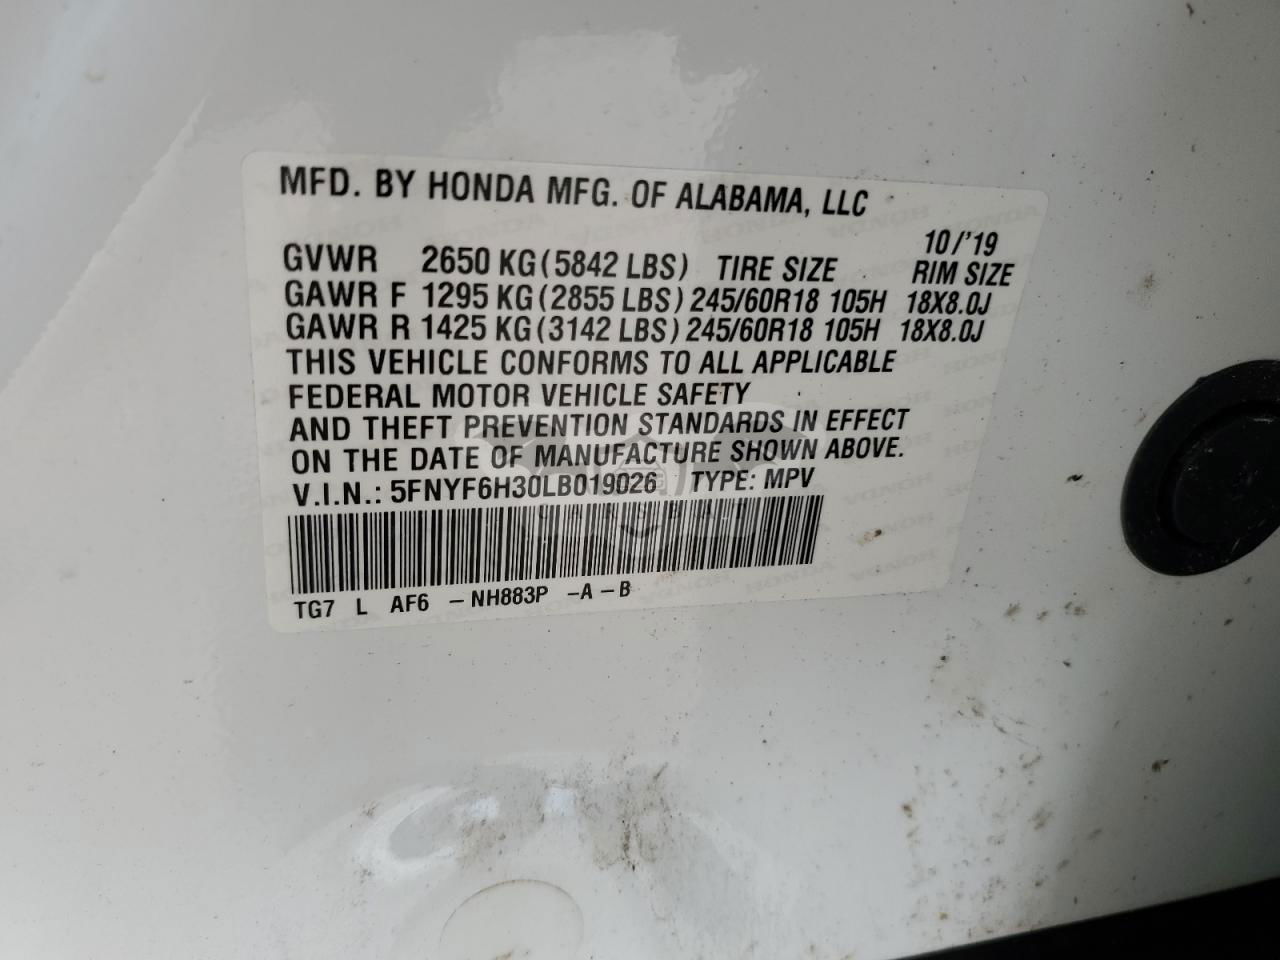 MFD. BY HONDA MFG. OF ALABAMA, LLC
10/'19
GVWR 2650 KG(5842 LBS) TIRE SIZE RIM SIZE
GAWR F 1295 KG(2855 LBS) 245/60R18 105H 18X8.0J
GAWR R 1425 KG(3142 LBS) 245/60R18 105H 18X8.0J
THIS VEHICLE CONFORMS TO ALL APPLICABLE
FEDERAL MOTOR VEHICLE SAFETY
AND THEFT PREVENTION STANDARDS IN EFFECT
ON THE DATE OF MANUFACTURE SHOWN ABOVE.
V.I.N.: 5FNYF6H30LB019026 TYPE: MPV
TG7 L AF6 -NH883P -A-B